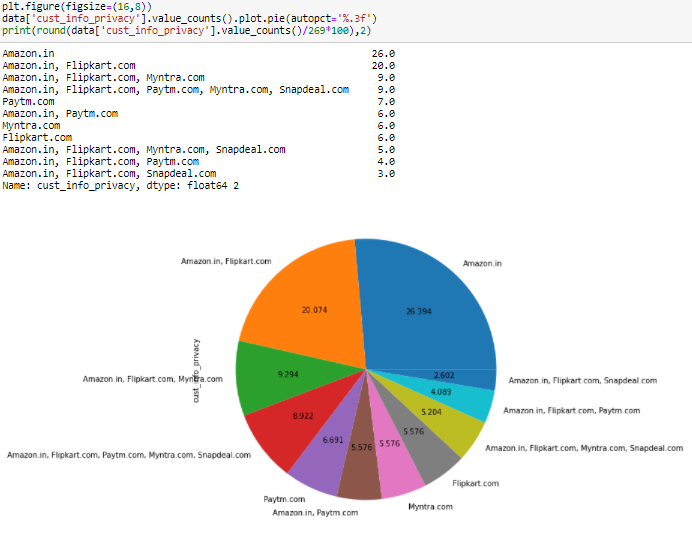 plt.figure(figsize=(16,8))
data['cust_info_privacy'].value_counts().plot.pie(autopct='%.3f')
print(round(data['cust_info_privacy'].value_counts()/269*100),2)
Amazon.in 26.0
Amazon.in, Flipkart.com 20.0
Amazon.in, Flipkart.com, Myntra.com 9.0
Amazon.in, Flipkart.com, Paytm.com, Myntra.com, Snapdeal.com 9.0
Paytm.com 7.0
Amazon.in, Paytm.com 6.0
Myntra.com 6.0
Flipkart.com 6.0
Amazon.in, Flipkart.com, Myntra.com, Snapdeal.com 5.0
Amazon.in, Flipkart.com, Paytm.com 4.0
Amazon.in, Flipkart.com, Snapdeal.com 3.0
Name: cust_info_privacy, dtype: float64 2
Amazon.in, Flipkart.com
Amazon.in
20.074
26.394
cust_info_privacy
Amazon.in, Flipkart.com, Myntra.com
9.294
2.602
Amazon.in, Flipkart.com, Snapdeal.com
4.089
Amazon.in, Flipkart.com, Paytm.com
8.922
5.204
6.691
5.576
5.576
5.576
Amazon.in, Flipkart.com, Myntra.com, Snapdeal.com
Amazon.in, Flipkart.com, Paytm.com, Myntra.com, Snapdeal.com
Flipkart.com
Paytm.com
Myntra.com
Amazon.in, Paytm.com